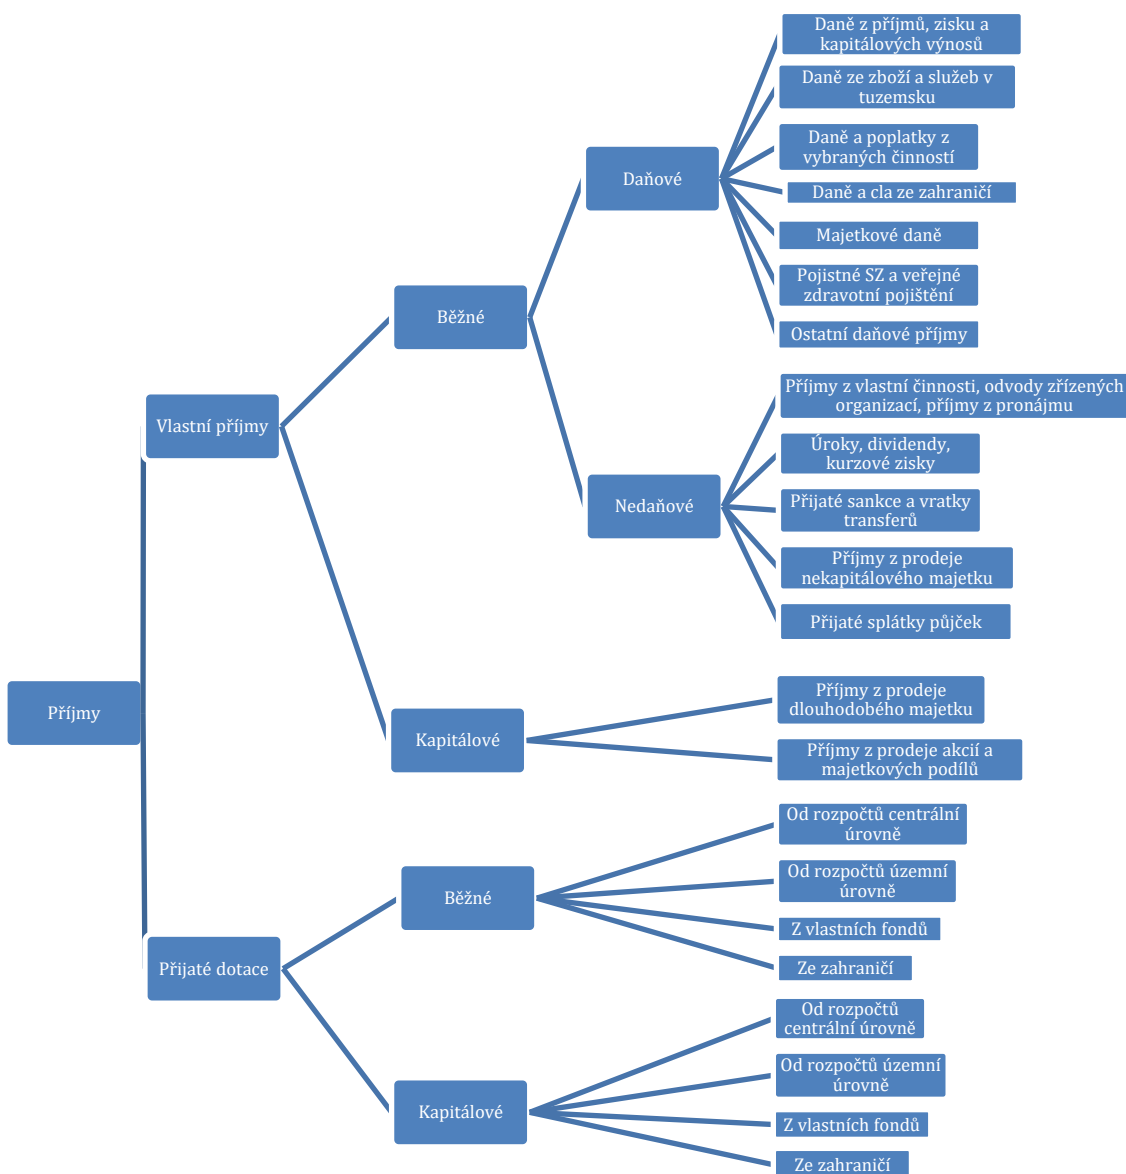 Daně z příjmů, zisku a
kapitálových výnosů
Daně ze zboží a služeb v
tuzemsku
Daně a poplatky z
vybraných činností
Daňové
Daně a cla ze zahraničí
Majetkové daně
Pojistné SZ a veřejné
zdravotní pojištění
Běžné
Ostatní daňové příjmy
Příjmy z vlastní činnosti, odvody zřízených
organizací, příjmy z pronájmu
Vlastní příjmy
Úroky, dividendy,
kurzové zisky
Nedaňové
Přijaté sankce a vratky
transferů
Příjmy z prodeje
nekapitálového majetku
Přijaté splátky půjček
Příjmy
Příjmy z prodeje
dlouhodobého majetku
Kapitálové
Příjmy z prodeje akcií a
majetkových podílů
Od rozpočtů centrální
úrovně
Běžné
Od rozpočtů územní
úrovně
Z vlastních fondů
Přijaté dotace
Ze zahraničí
Od rozpočtů
centrální úrovně
Od rozpočtů územní
úrovně
Kapitálové
Z vlastních fondů
Ze zahraničí